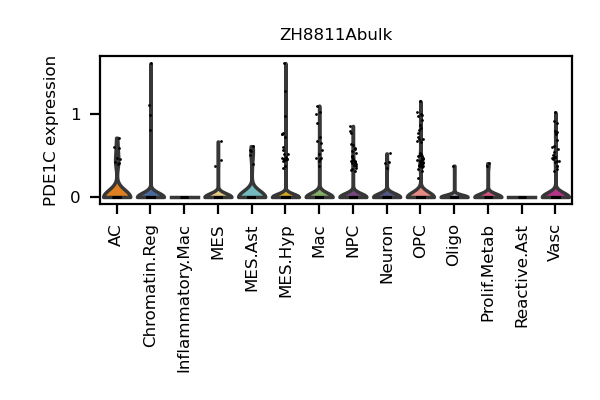 ZH8811Abulk
PDE1C expression
1
0
AC
Chromatin.Reg
Inflammatory.Mac
MES
MES.Ast
MES.Hyp
Mac
NPC
Neuron
OPC
Oligo
Prolif.Metab
Reactive.Ast
Vasc